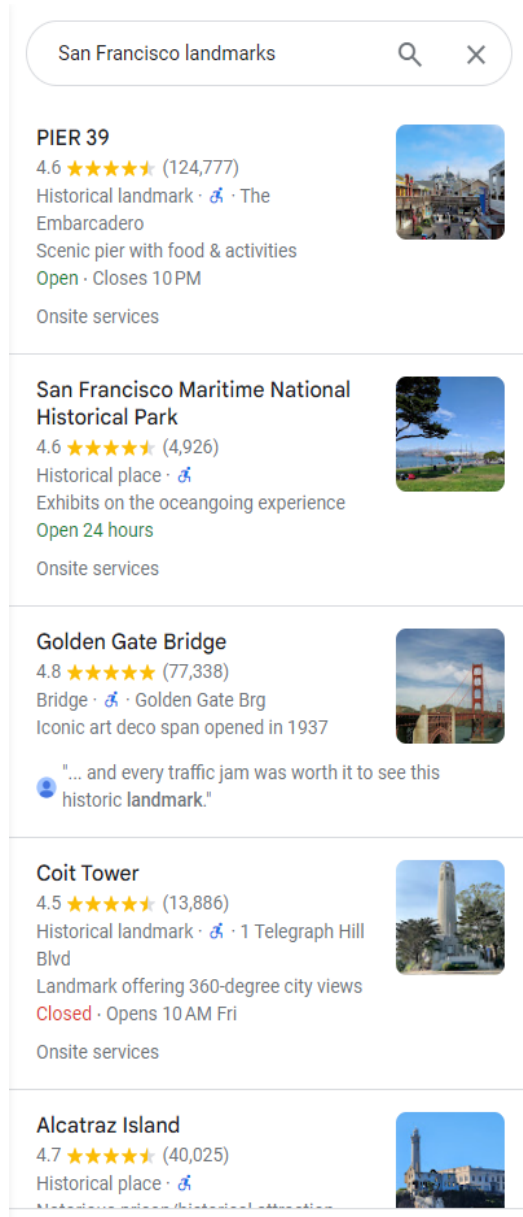 San Francisco landmarks
PIER 39
4.6 (124,777)
Historical landmark · · The
Embarcadero
Scenic pier with food & activities
Open · Closes 10 PM
Onsite services
San Francisco Maritime National
Historical Park
4.6 (4,926)
Historical place ·
Exhibits on the oceangoing experience
Open 24 hours
Onsite services
Golden Gate Bridge
4.8 (77,338)
Bridge · · Golden Gate Brg
Iconic art deco span opened in 1937
"... and every traffic jam was worth it to see this
historic landmark."
Coit Tower
4.5 (13,886)
Historical landmark · · 1 Telegraph Hill
Blvd
Landmark offering 360-degree city views
Closed · Opens 10 AM Fri
Onsite services
Alcatraz Island
4.7 (40,025)
Historical place ·
Notorious prison/historical attraction